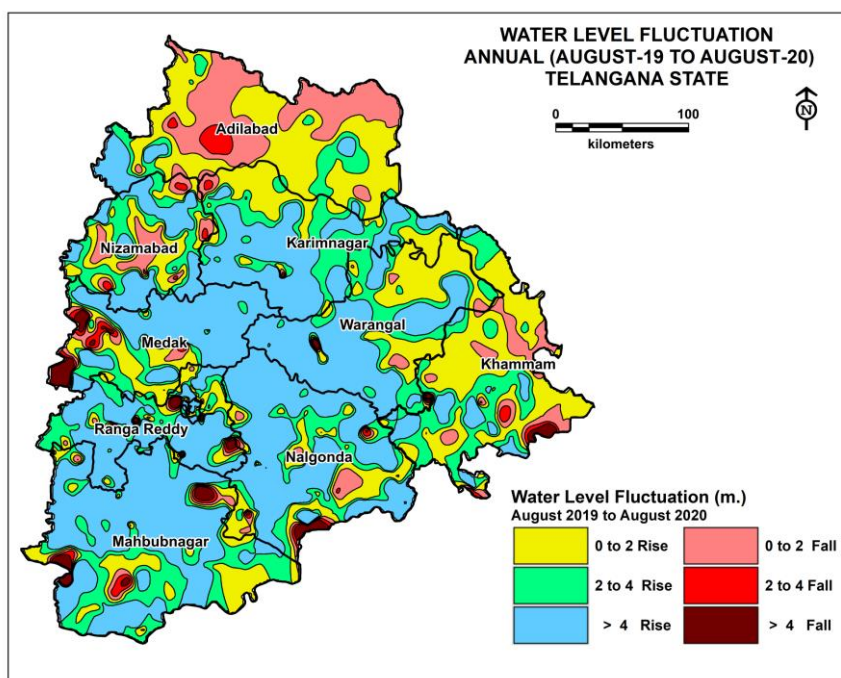 WATER LEVEL FLUCTUATION
ANNUAL (AUGUST-19 TO AUGUST-20)
TELANGANA STATE
0 100
kilometers
N
Adilabad
Nizamabad
Karimnagar
Medak
Warangal
Khammam
Ranga Reddy
Nalgonda
Mahbubnagar
Water Level Fluctuation (m.)
August 2019 to August 2020
0 to 2 Rise 0 to 2 Fall
2 to 4 Rise 2 to 4 Fall
> 4 Rise > 4 Fall